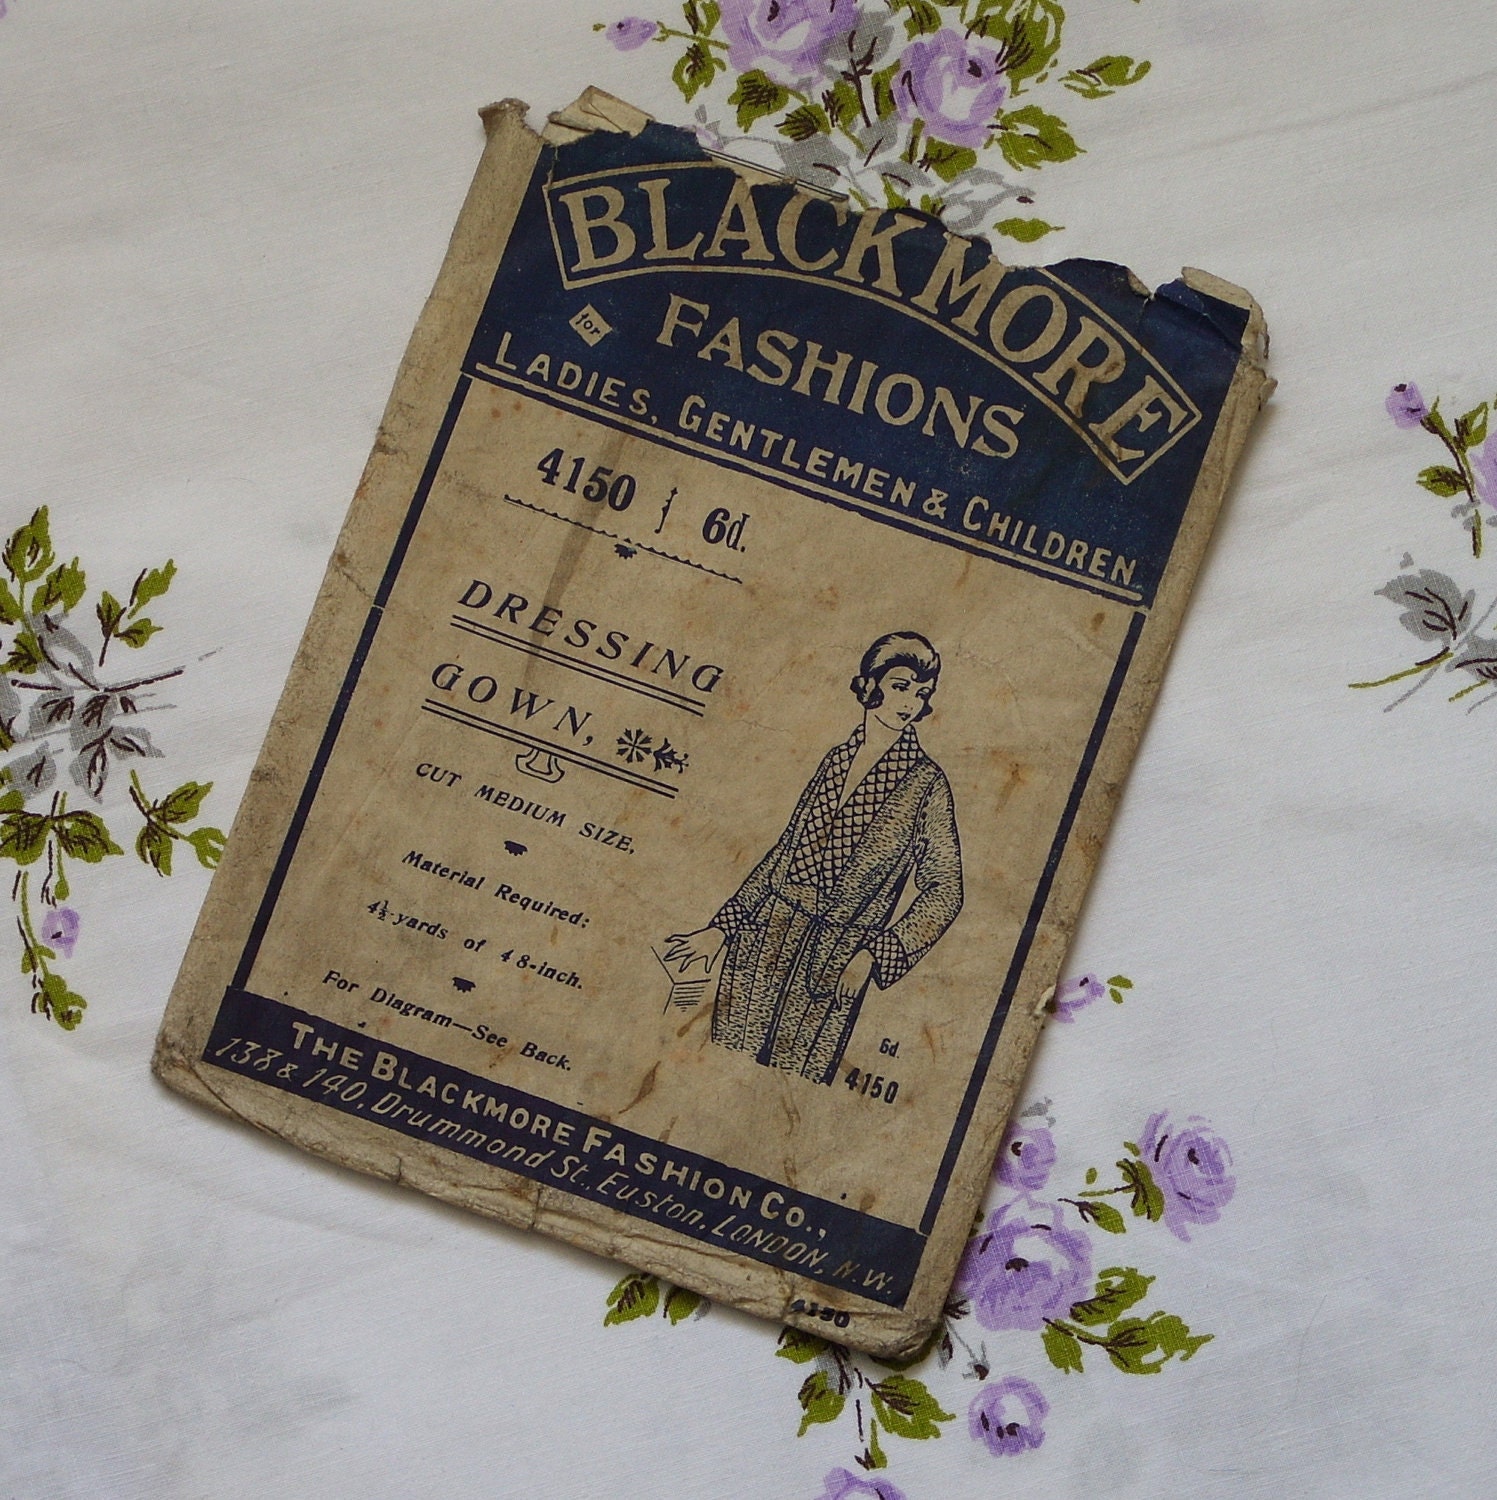 BLACKMORE
for FASHIONS
LADIES, GENTLEMEN & CHILDREN
4150 6d.
DRESSING
GOWN,
CUT MEDIUM SIZE,
Material Required:
4½-yards of 48-inch.
For Diagram—See Back.
6d.
4150
THE BLACKMORE FASHION CO.,
138 & 140, Drummond St., Euston, LONDON, N.W.
4150